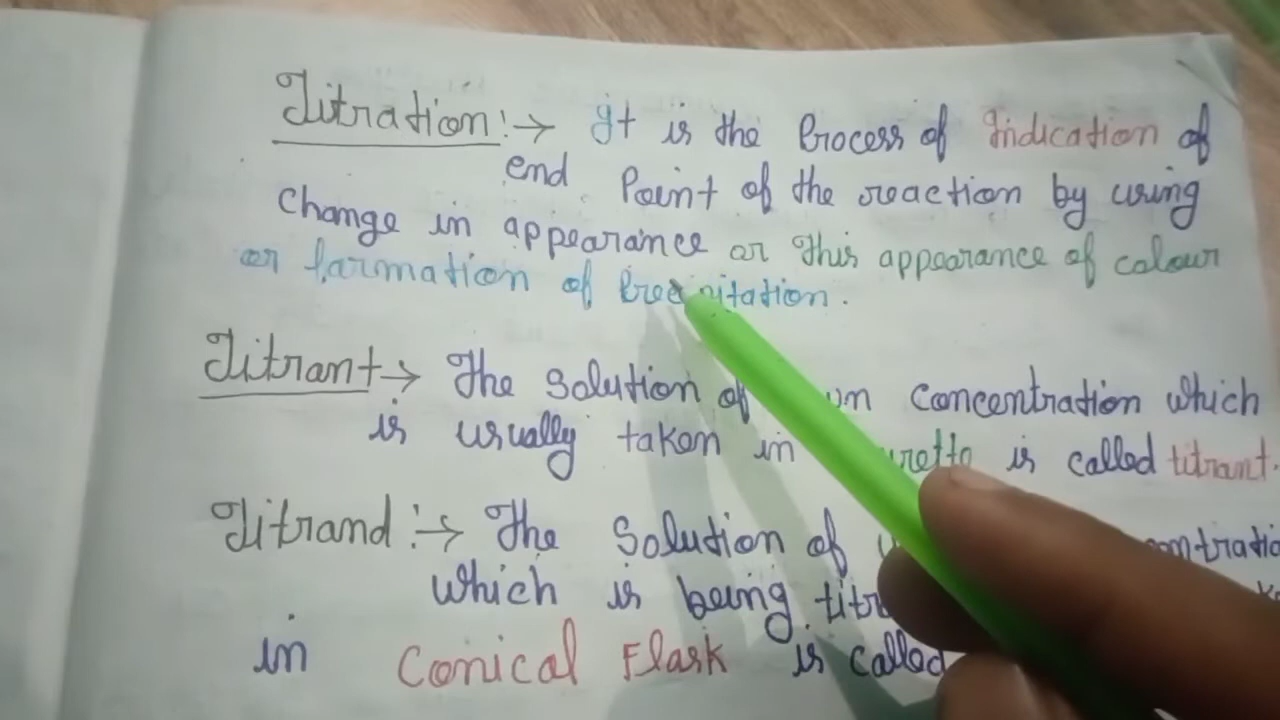 Titration :→ It is the Process of Indication of
end Point of the reaction by using
change in appearance or This appearance of colour
or formation of
Titrant → The Solution of concentration which
is usually taken in is called titrant.
Titrand :→ The Solution of
which is being
in Conical Flask is called